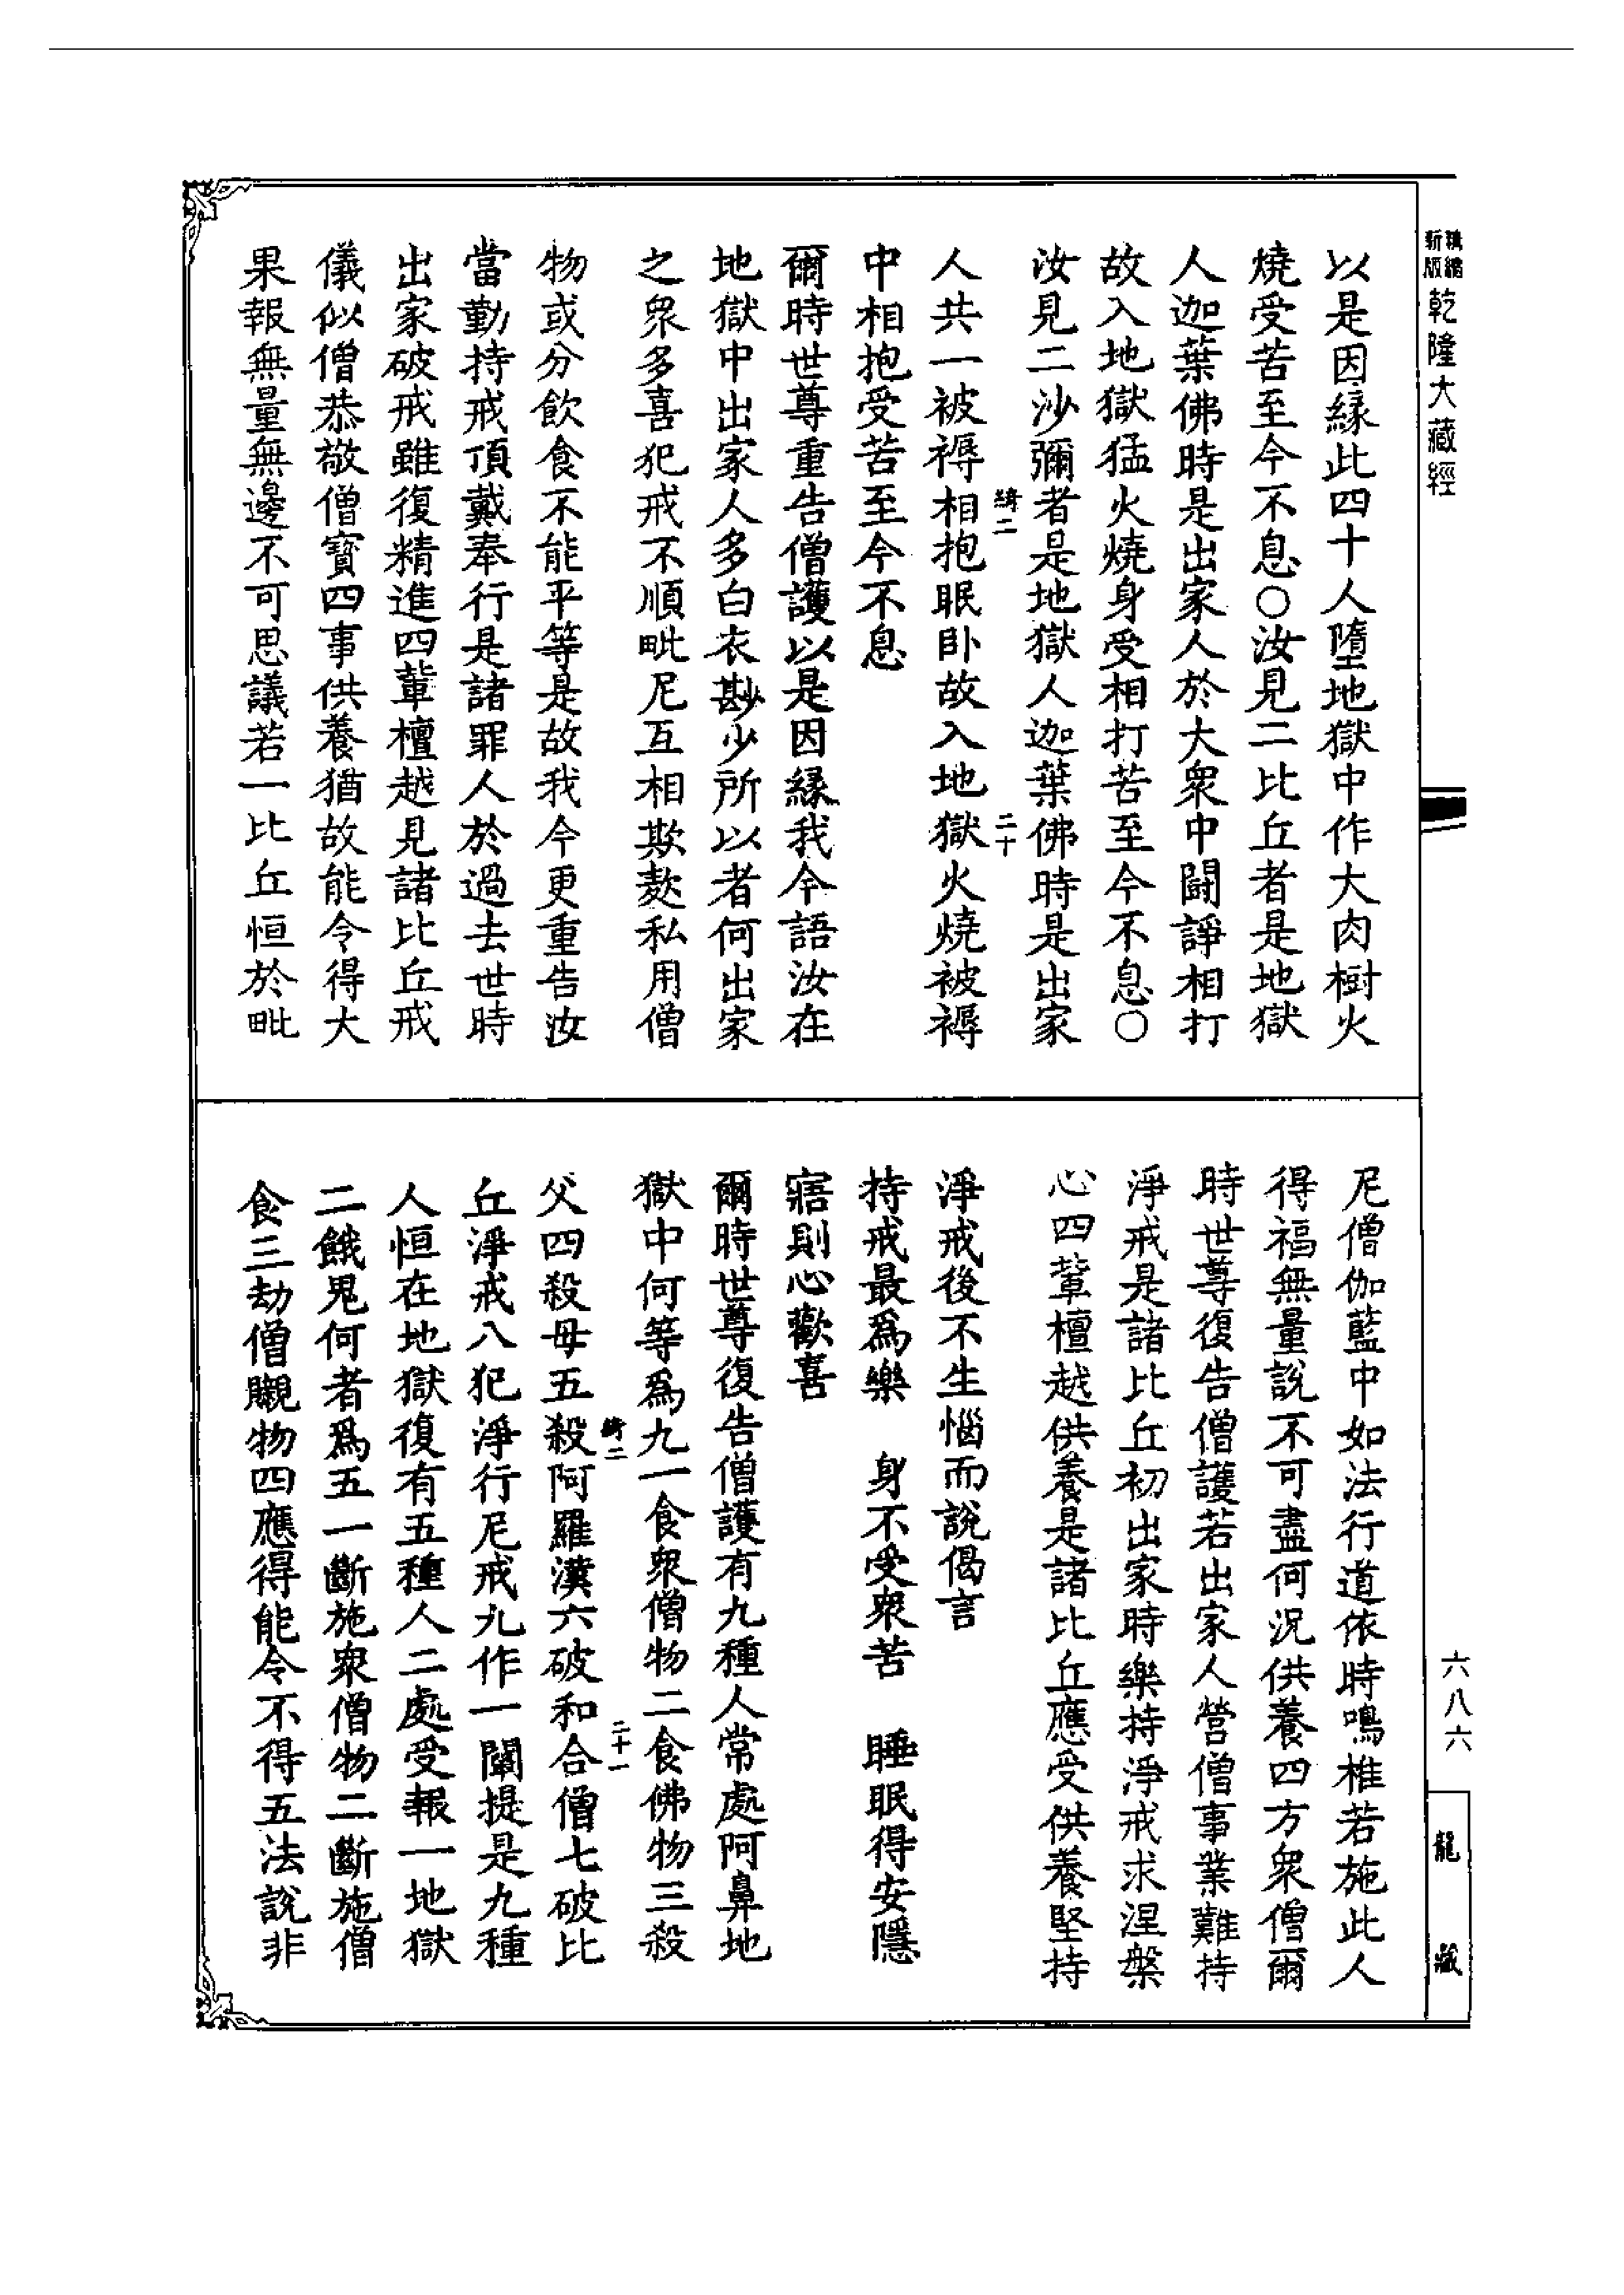 新版精縮乾隆大藏經
以是因緣此四十人墮地獄中作大肉樹火
燒受苦至今不息○汝見二比丘者是地獄
人迦葉佛時是出家人於大衆中鬪諍相打
故入地獄猛火燒身受相打苦至今不息○
汝見二沙彌者是地獄人迦葉佛時是出家
綺二 二十
人共一被褥相抱眠卧故入地獄火燒被褥
中相抱受苦至今不息
爾時世尊重告僧護以是因緣我今語汝在
地獄中出家人多白衣尠少所以者何出家
之衆多喜犯戒不順毗尼互相欺㪍私用僧
物或分飲食不能平等是故我今更重告汝
當勤持戒頂戴奉行是諸罪人於過去世時
出家破戒雖復精進四輩檀越見諸比丘戒
儀似僧恭敬僧寶四事供養猶故能令得大
果報無量無邊不可思議若一比丘恒於毗
尼僧伽藍中如法行道依時鳴椎若施此人
得福無量說不可盡何況供養四方衆僧爾
時世尊復告僧護若出家人營僧事業難持
淨戒是諸比丘初出家時樂持淨戒求涅槃
心四輩檀越供養是諸比丘應受供養堅持
淨戒後不生惱而說偈言
持戒最爲樂　身不受衆苦　睡眠得安隱
寤則心歡喜
爾時世尊復告僧護有九種人常處阿鼻地
獄中何等爲九一食衆僧物二食佛物三殺
綺二 二十一
父四殺母五殺阿羅漢六破和合僧七破比
丘淨戒八犯淨行尼戒九作一闡提是九種
人恒在地獄復有五種人二處受報一地獄
二餓鬼何者爲五一斷施衆僧物二斷施僧
食三劫僧嚫物四應得能令不得五法說非
六八六
龍藏